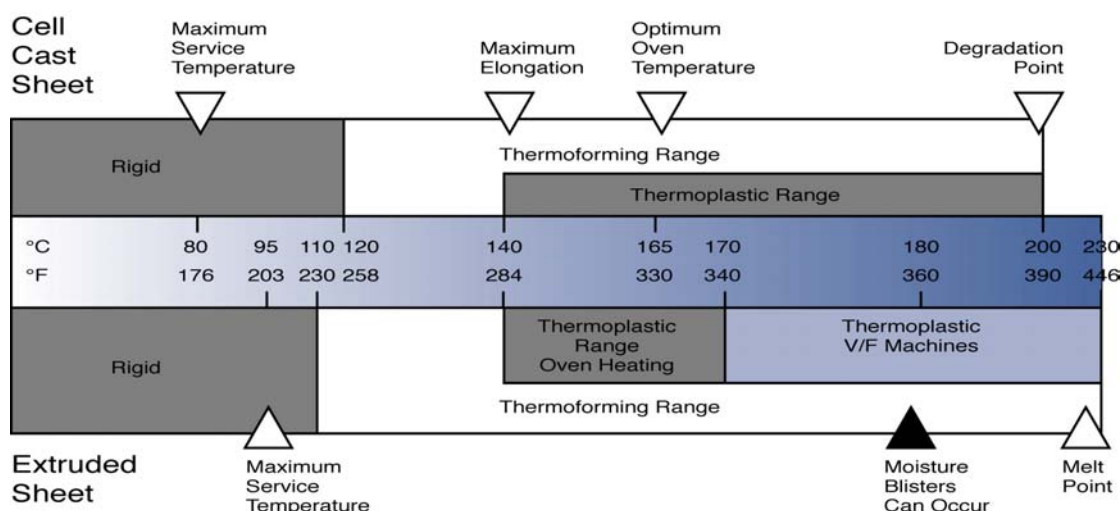 Cell
Cast
Sheet
Maximum
Service
Temperature
Maximum
Elongation
Optimum
Oven
Temperature
Degradation
Point
Rigid
Thermoforming Range
Thermoplastic Range
°C 80 95 110 120 140 165 170 180 200 230
°F 176 203 230 258 284 330 340 360 390 446
Rigid
Thermoplastic
Range
Oven Heating
Thermoplastic
V/F Machines
Thermoforming Range
Extruded
Sheet
Maximum
Service
Temperature
Moisture
Blisters
Can Occur
Melt
Point